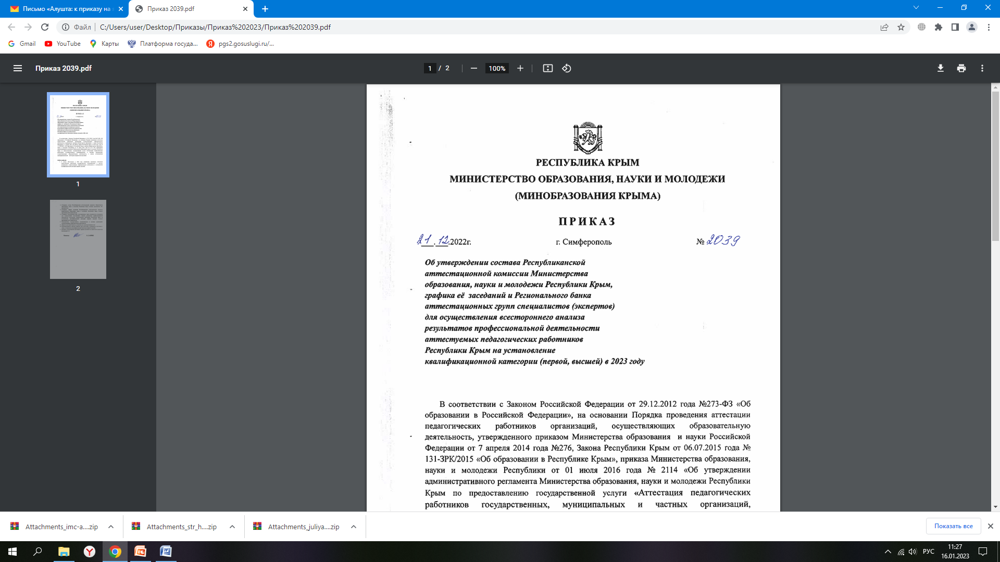 Письмо «Алушта: к приказу на
Приказ 2039.pdf
Файл
C:/Users/user/Desktop/Приказы/Приказ%202023/Приказ%202039.pdf
Gmail
YouTube
Карты
Платформа госуда...
pgs2.gosuslugi.ru/...
Приказ 2039.pdf
1 / 2
100%
1
2
РЕСПУБЛИКА КРЫМ
МИНИСТЕРСТВО ОБРАЗОВАНИЯ, НАУКИ И МОЛОДЕЖИ
(МИНОБРАЗОВАНИЯ КРЫМА)
П Р И К А З
21.12.2022г.
г. Симферополь
№ 2039
Об утверждении состава Республиканской
аттестационной комиссии Министерства
образования, науки и молодежи Республики Крым,
графика её заседаний и Регионального банка
аттестационных групп специалистов (экспертов)
для осуществления всестороннего анализа
результатов профессиональной деятельности
аттестуемых педагогических работников
Республики Крым на установление
квалификационной категории (первой, высшей) в 2023 году
В соответствии с Законом Российской Федерации от 29.12.2012 года №273-ФЗ «Об
образовании в Российской Федерации», на основании Порядка проведения аттестации
педагогических работников организаций, осуществляющих образовательную
деятельность, утвержденного приказом Министерства образования и науки Российской
Федерации от 7 апреля 2014 года №276, Закона Республики Крым от 06.07.2015 года №
131-ЗРК/2015 «Об образовании в Республике Крым», приказа Министерства образования,
науки и молодежи Республики от 01 июля 2016 года № 2114 «Об утверждении
административного регламента Министерства образования, науки и молодежи Республики
Крым по предоставлению государственной услуги «Аттестация педагогических
работников государственных, муниципальных и частных организаций,
Attachments_imc-a....zip
Attachments_str_h....zip
Attachments_juliya....zip
Показать все
РУС
11:27
16.01.2023